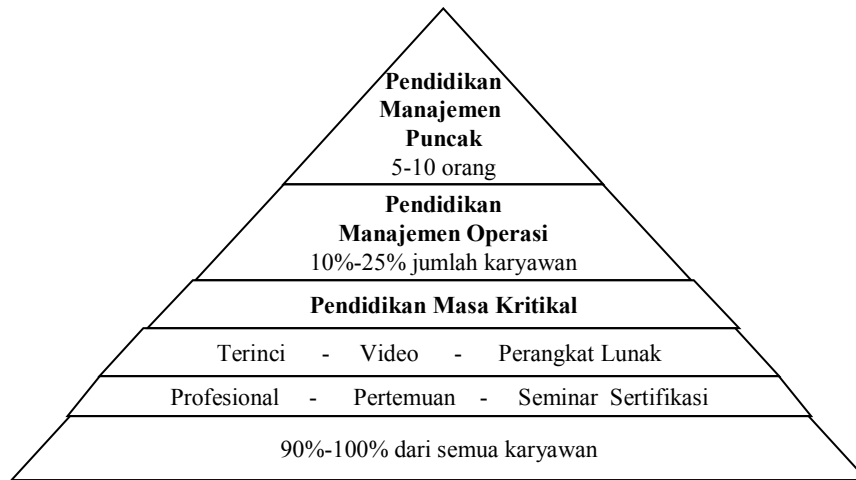 Pendidikan
Manajemen
Puncak
5-10 orang
Pendidikan
Manajemen Operasi
10%-25% jumlah karyawan
Pendidikan Masa Kritikal
Terinci - Video - Perangkat Lunak
Profesional - Pertemuan - Seminar Sertifikasi
90%-100% dari semua karyawan